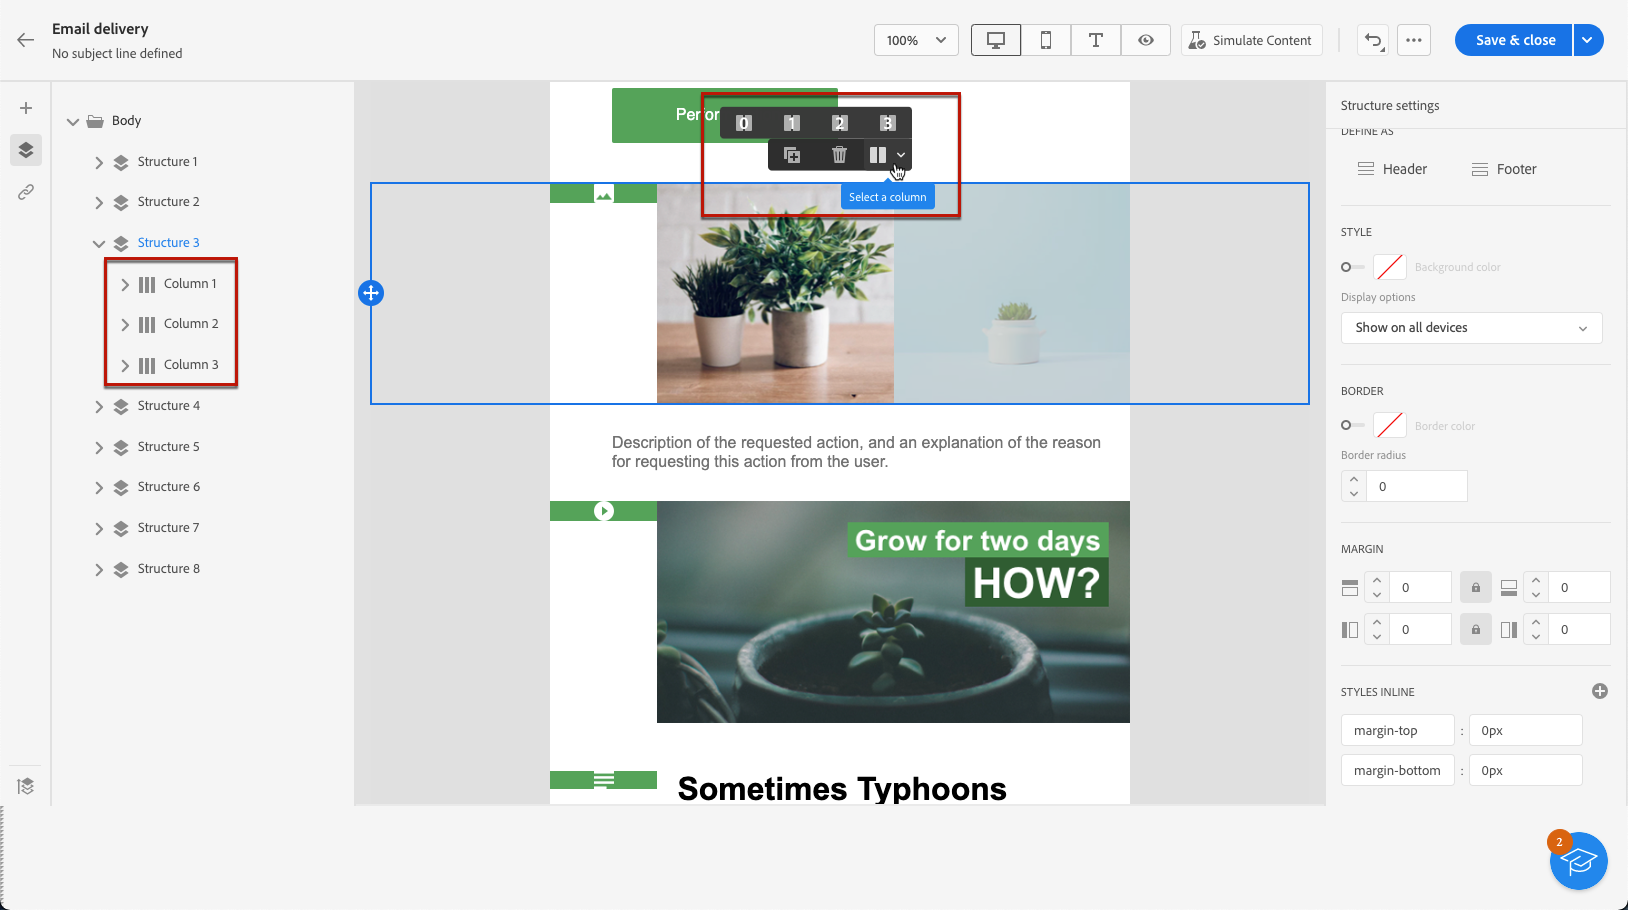 Email delivery
No subject line defined
100%
Simulate Content
Save & close
Body
Structure 1
Structure 2
Structure 3
Column 1
Column 2
Column 3
Structure 4
Structure 5
Structure 6
Structure 7
Structure 8
0 1 2 3
Select a column
Description of the requested action, and an explanation of the reason
for requesting this action from the user.
Grow for two days
HOW?
Sometimes Typhoons
Structure settings
DEFINE AS
Header Footer
STYLE
Background color
Display options
Show on all devices
BORDER
Border color
Border radius
0
MARGIN
0 0
0 0
STYLES INLINE
margin-top : 0px
margin-bottom : 0px
2